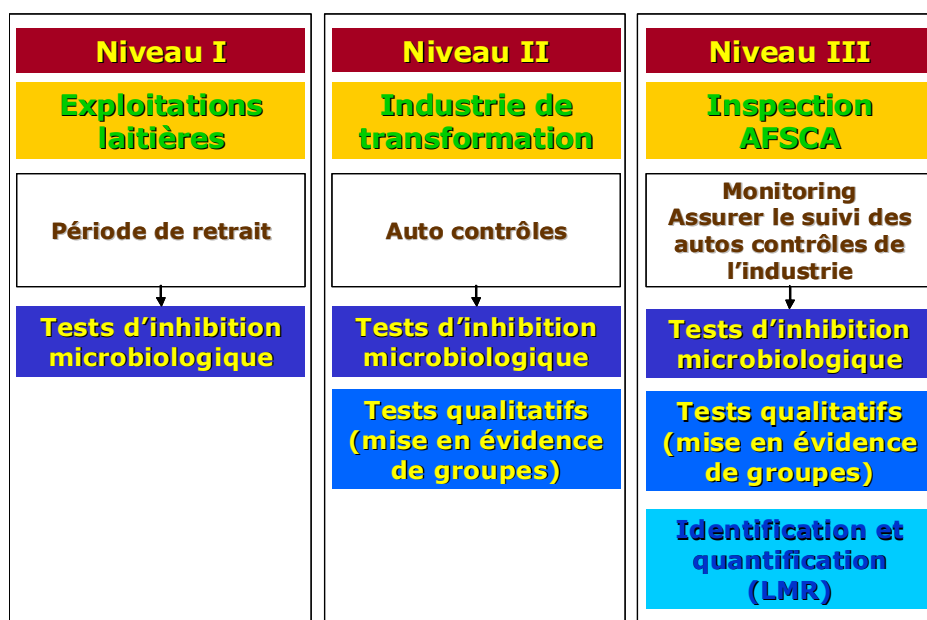 Niveau I
Exploitations
laitières
Période de retrait
Tests d'inhibition
microbiologique
Niveau II
Industrie de
transformation
Auto contrôles
Tests d'inhibition
microbiologique
Tests qualitatifs
(mise en évidence
de groupes)
Niveau III
Inspection
AFSCA
Monitoring
Assurer le suivi des
autos contrôles de
l'industrie
Tests d'inhibition
microbiologique
Tests qualitatifs
(mise en évidence
de groupes)
Identification et
quantification
(LMR)